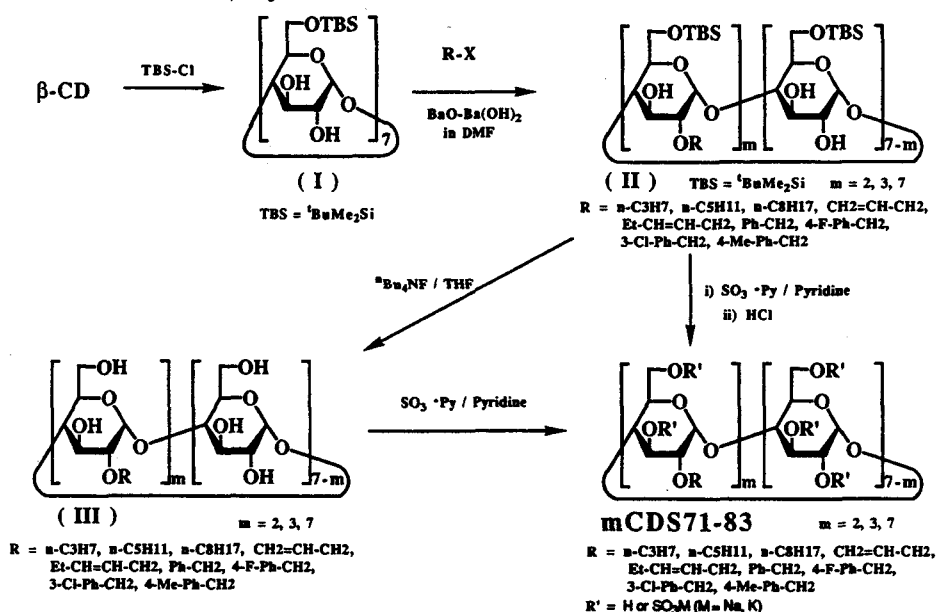 β-CD
TBS-Cl
OTBS
O
OH
OH
O
7
( I )
TBS = tBuMe2Si
R-X
BaO-Ba(OH)2
in DMF
OTBS
O
OH
OR
O
m
OTBS
O
OH
OH
O
7-m
( II )
TBS = tBuMe2Si m = 2, 3, 7
R = n-C3H7, n-C5H11, n-C8H17, CH2=CH-CH2,
Et-CH=CH-CH2, Ph-CH2, 4-F-Ph-CH2,
3-Cl-Ph-CH2, 4-Me-Ph-CH2
nBu4NF / THF
i) SO3 •Py / Pyridine
ii) HCl
OH
O
OH
OR
O
m
OH
O
OH
OH
O
7-m
( III )
m = 2, 3, 7
R = n-C3H7, n-C5H11, n-C8H17, CH2=CH-CH2,
Et-CH=CH-CH2, Ph-CH2, 4-F-Ph-CH2,
3-Cl-Ph-CH2, 4-Me-Ph-CH2
SO3 •Py / Pyridine
OR'
O
OR'
OR
O
m
OR'
O
OR'
OR'
O
7-m
mCDS71-83 m = 2, 3, 7
R = n-C3H7, n-C5H11, n-C8H17, CH2=CH-CH2,
Et-CH=CH-CH2, Ph-CH2, 4-F-Ph-CH2,
3-Cl-Ph-CH2, 4-Me-Ph-CH2
R' = H or SO3M (M = Na, K)